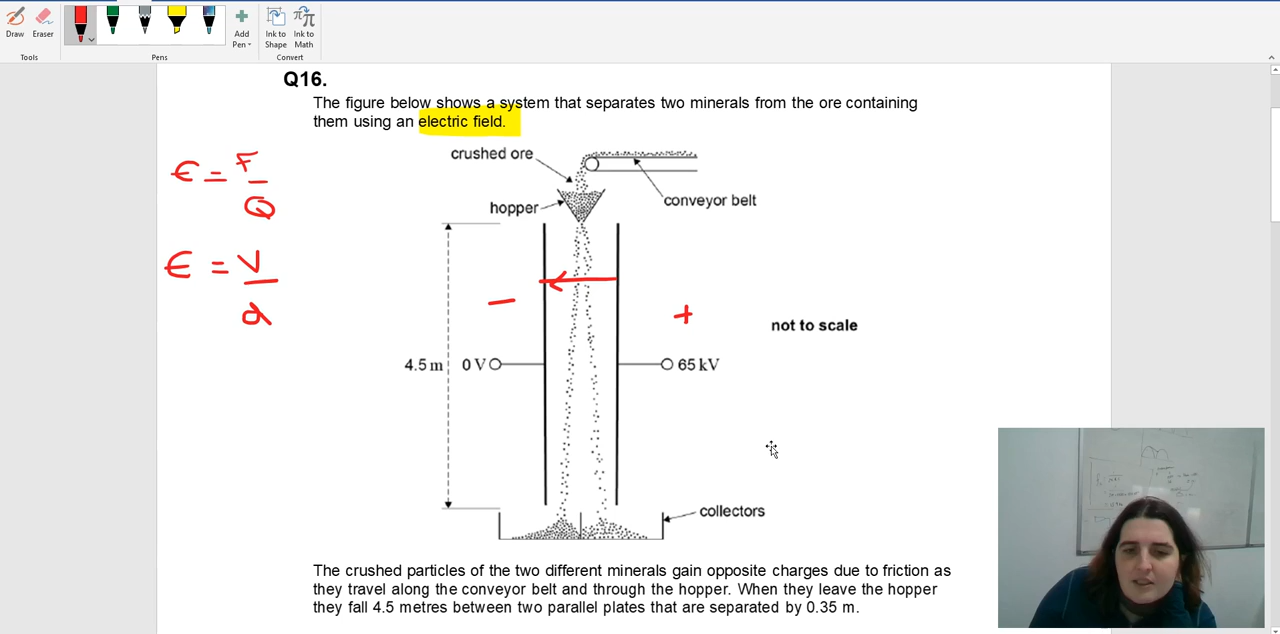 Draw
Eraser
Add
Pen
Ink to
Shape
Ink to
Math
Tools
Pens
Convert
Q16.
The figure below shows a system that separates two minerals from the ore containing
them using an electric field.
crushed ore
hopper
conveyor belt
E = F
Q
E = V
d
−
+
not to scale
4.5 m
0 V
65 kV
collectors
The crushed particles of the two different minerals gain opposite charges due to friction as
they travel along the conveyor belt and through the hopper. When they leave the hopper
they fall 4.5 metres between two parallel plates that are separated by 0.35 m.